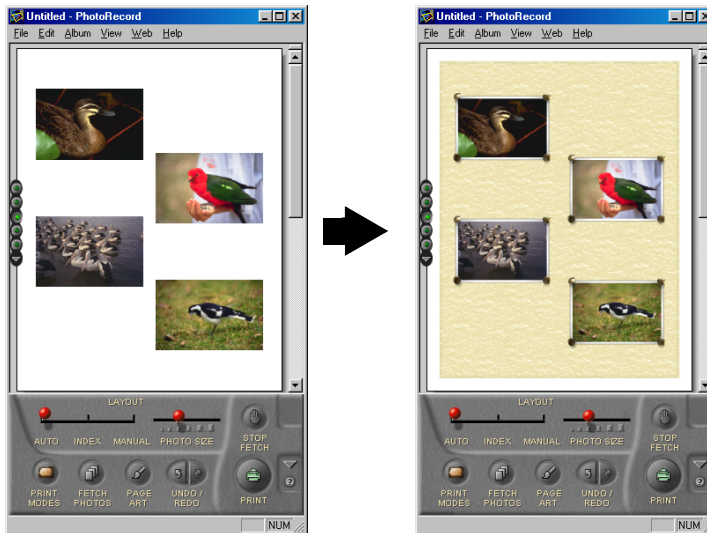 Untitled - PhotoRecord
File Edit Album View Web Help
LAYOUT
AUTO INDEX MANUAL PHOTO SIZE STOP FETCH
PRINT MODES FETCH PHOTOS PAGE ART UNDO / REDO PRINT
NUM
Untitled - PhotoRecord
File Edit Album View Web Help
LAYOUT
AUTO INDEX MANUAL PHOTO SIZE STOP FETCH
PRINT MODES FETCH PHOTOS PAGE ART UNDO / REDO PRINT
NUM